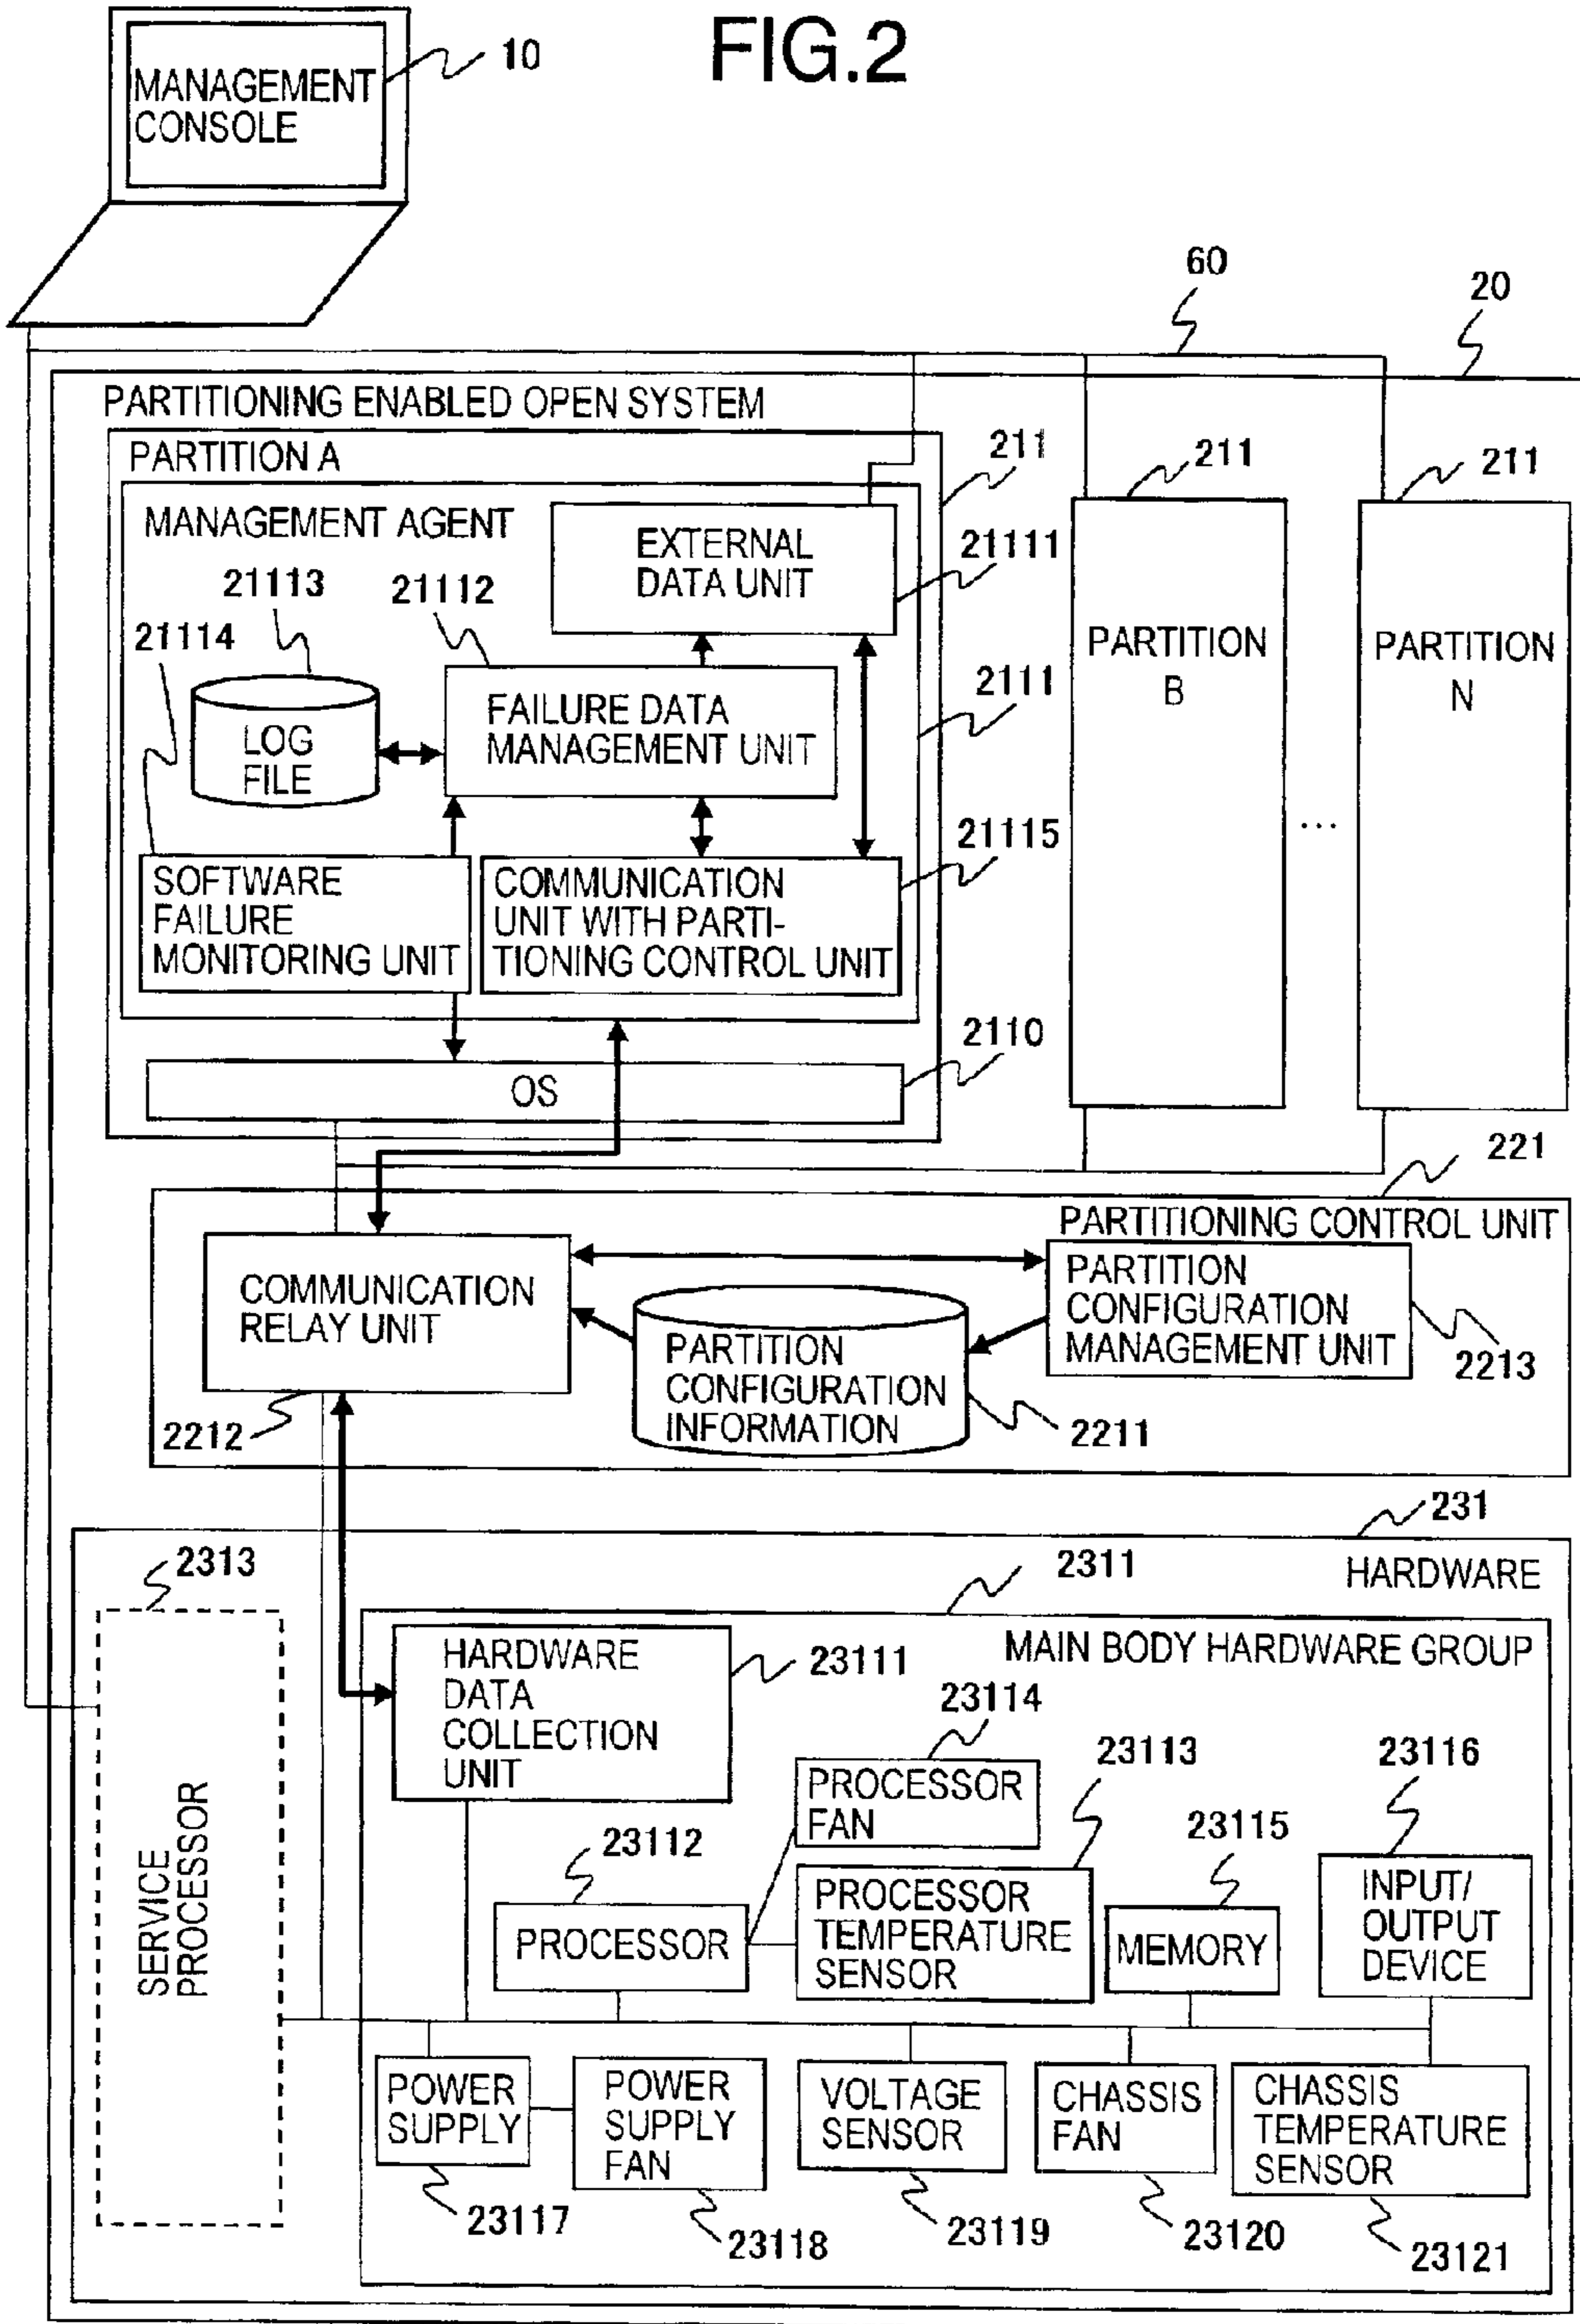 FIG.2
MANAGEMENT
CONSOLE
10
60
20
PARTITIONING ENABLED OPEN SYSTEM
PARTITION A
211
211
211
MANAGEMENT AGENT
EXTERNAL
DATA UNIT
21111
21113
21112
21114
PARTITION
B
PARTITION
N
2111
LOG
FILE
FAILURE DATA
MANAGEMENT UNIT
...
21115
SOFTWARE
FAILURE
MONITORING UNIT
COMMUNICATION
UNIT WITH PARTI-
TIONING CONTROL UNIT
2110
OS
221
PARTITIONING CONTROL UNIT
COMMUNICATION
RELAY UNIT
PARTITION
CONFIGURATION
MANAGEMENT UNIT
2213
PARTITION
CONFIGURATION
INFORMATION
2212
2211
231
HARDWARE
2313
2311
MAIN BODY HARDWARE GROUP
HARDWARE
DATA
COLLECTION
UNIT
23111
23114
23113
23116
PROCESSOR
FAN
23112
23115
SERVICE
PROCESSOR
PROCESSOR
PROCESSOR
TEMPERATURE
SENSOR
MEMORY
INPUT/
OUTPUT
DEVICE
POWER
SUPPLY
POWER
SUPPLY
FAN
VOLTAGE
SENSOR
CHASSIS
FAN
CHASSIS
TEMPERATURE
SENSOR
23117
23118
23119
23120
23121